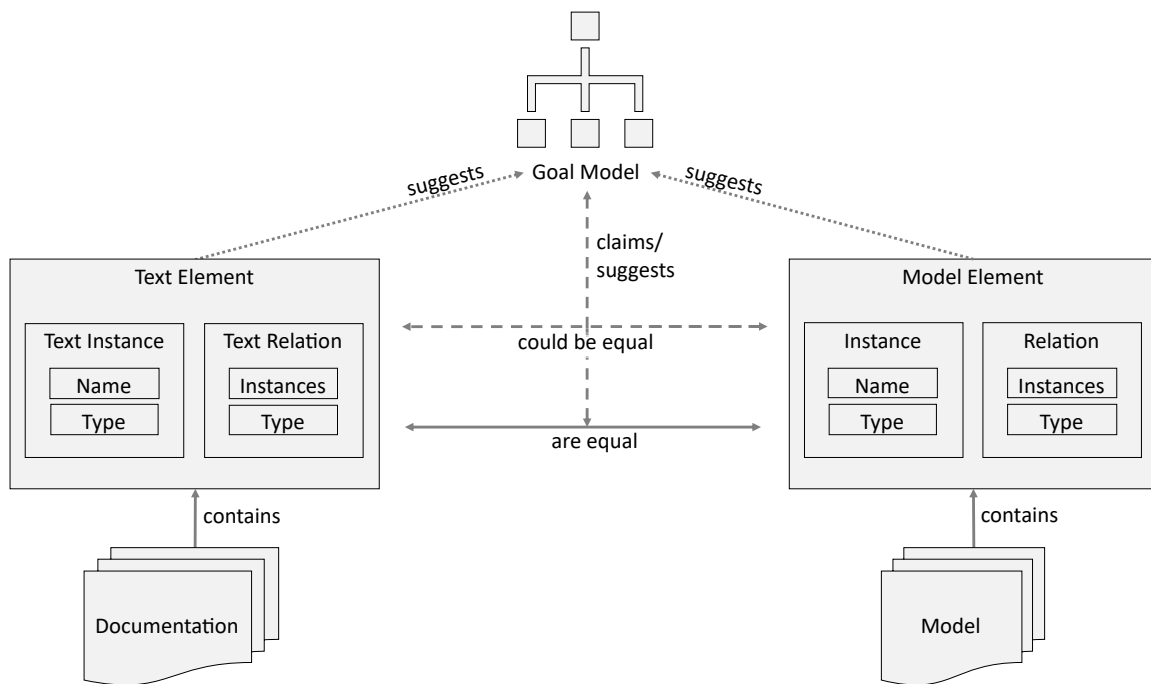 Goal Model
suggests
suggests
claims/
suggests
Text Element
Text Instance
Name
Type
Text Relation
Instances
Type
could be equal
are equal
Model Element
Instance
Name
Type
Relation
Instances
Type
contains
contains
Documentation
Model